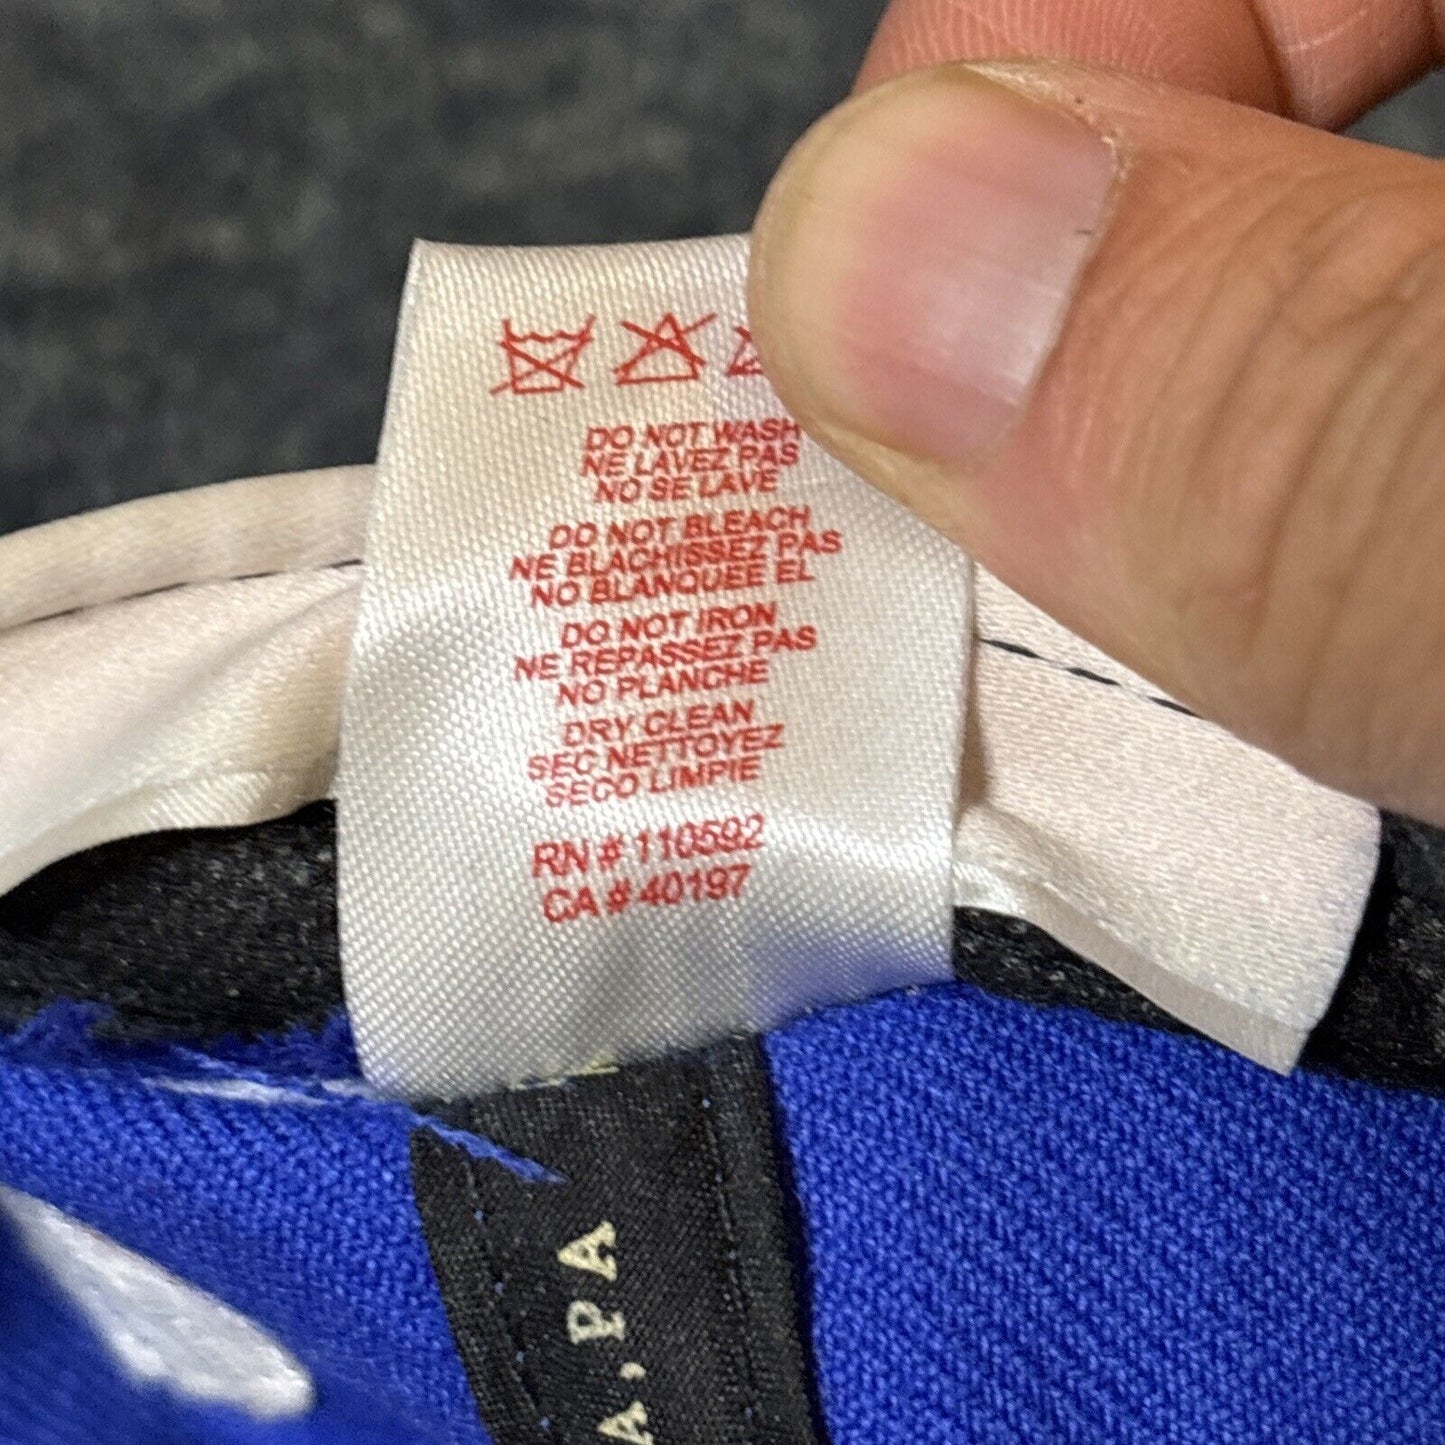 DO NOT WASH
NE LAVEZ PAS
NO SE LAVE
DO NOT BLEACH
NE BLACHISSEZ PAS
NO BLANQUEE EL
DO NOT IRON
NE REPASSEZ PAS
NO PLANCHE
DRY CLEAN
SEC NETTOYEZ
SECO LIMPIE
RN # 110592
CA # 40197
A, PA